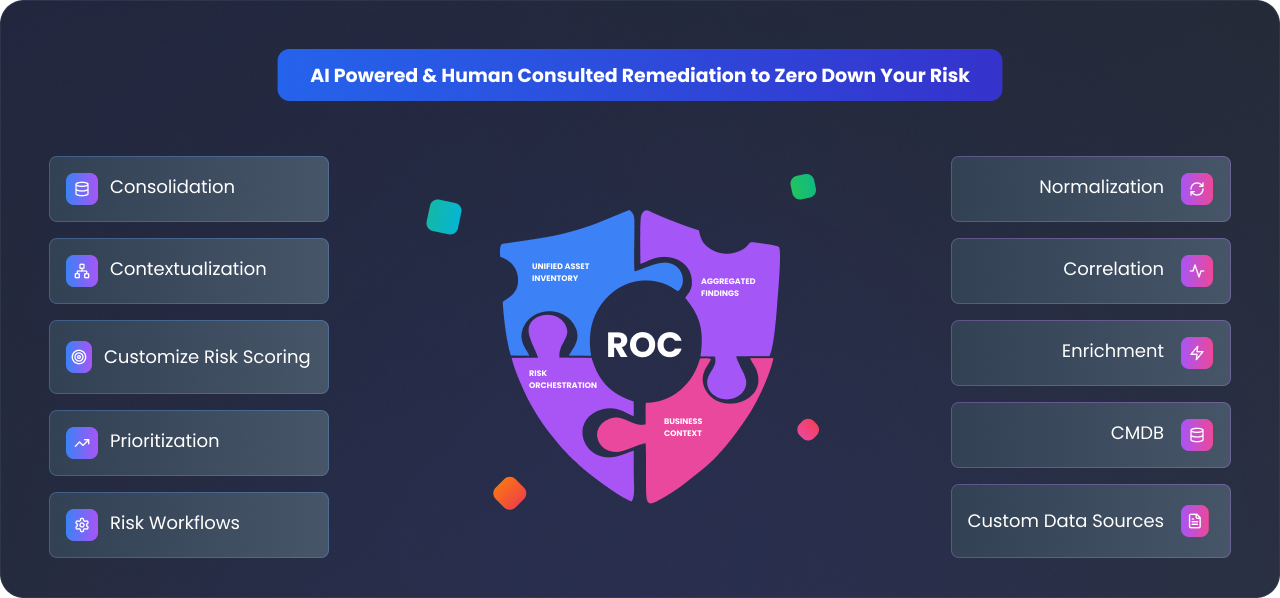 AI Powered & Human Consulted Remediation to Zero Down Your Risk
Consolidation
Contextualization
Customize Risk Scoring
Prioritization
Risk Workflows
UNIFIED ASSET
INVENTORY
AGGREGATED
FINDINGS
ROC
RISK
ORCHESTRATION
BUSINESS
CONTEXT
Normalization
Correlation
Enrichment
CMDB
Custom Data Sources